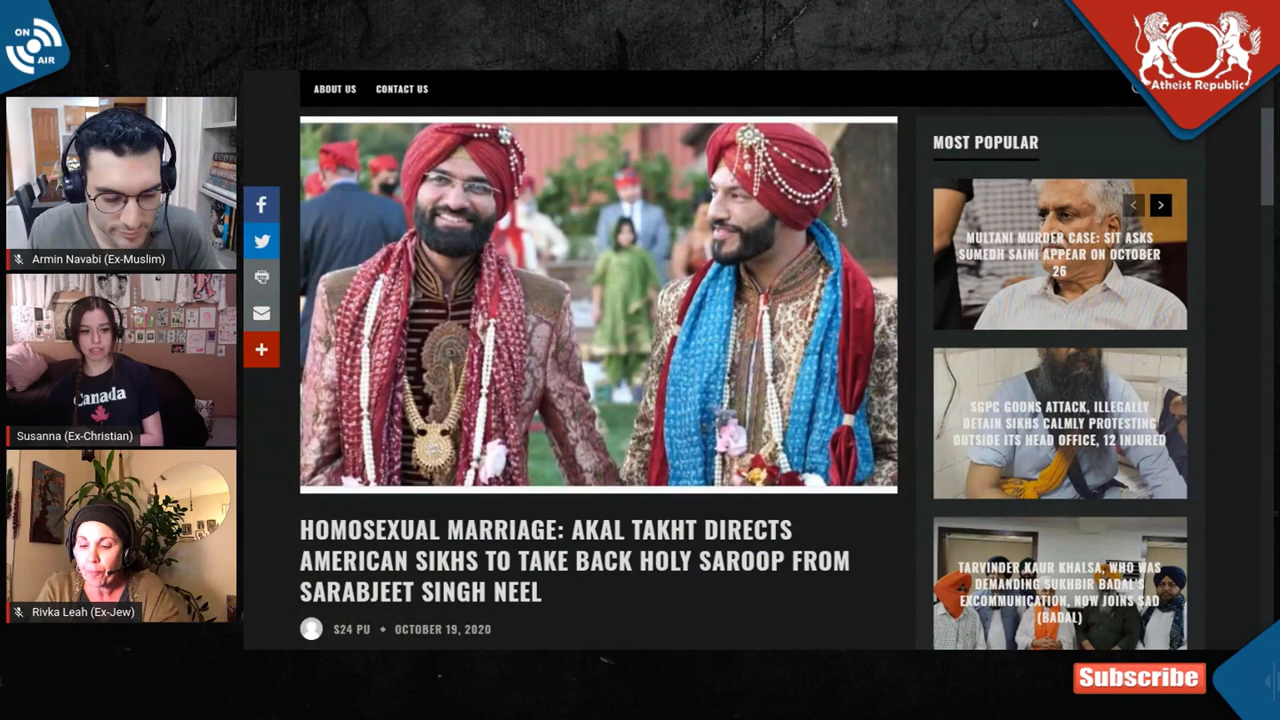 ON
AIR
Atheist Republic
ABOUT US
CONTACT US
MOST POPULAR
MULTANI MURDER CASE: SIT ASKS
SUMEDH SAINI APPEAR ON OCTOBER
26
SGPC GOONS ATTACK, ILLEGALLY
DETAIN SIKHS CALMLY PROTESTING
OUTSIDE ITS HEAD OFFICE, 12 INJURED
TARVINDER KAUR KHALSA, WHO WAS
DEMANDING SUKHBIR BADAL'S
EXCOMMUNICATION, NOW JOINS SAD
(BADAL)
Armin Navabi (Ex-Muslim)
Canada
Susanna (Ex-Christian)
Rivka Leah (Ex-Jew)
HOMOSEXUAL MARRIAGE: AKAL TAKHT DIRECTS
AMERICAN SIKHS TO TAKE BACK HOLY SAROOP FROM
SARABJEET SINGH NEEL
S24 PU
OCTOBER 19, 2020
Subscribe